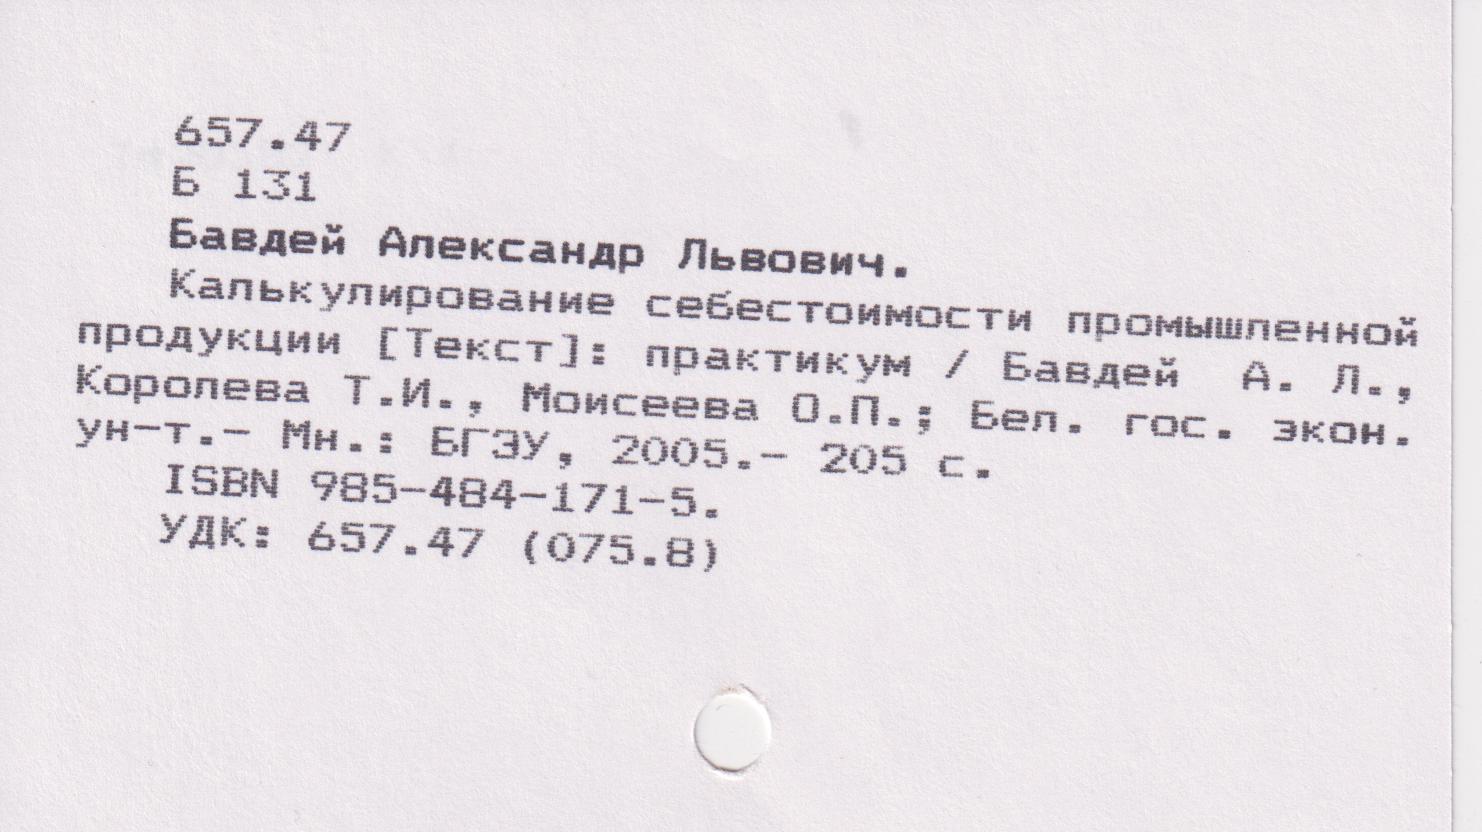 657.47
Б 131
Бавдей Александр Львович.
Калькулирование себестоимости промышленной
продукции [Текст]: практикум / Бавдей А. Л.,
Королева Т.И., Моисеева О.П.; Бел. гос. экон.
ун-т.- Мн.: БГЭУ, 2005.- 205 с.
ISBN 985-484-171-5.
УДК: 657.47 (075.8)